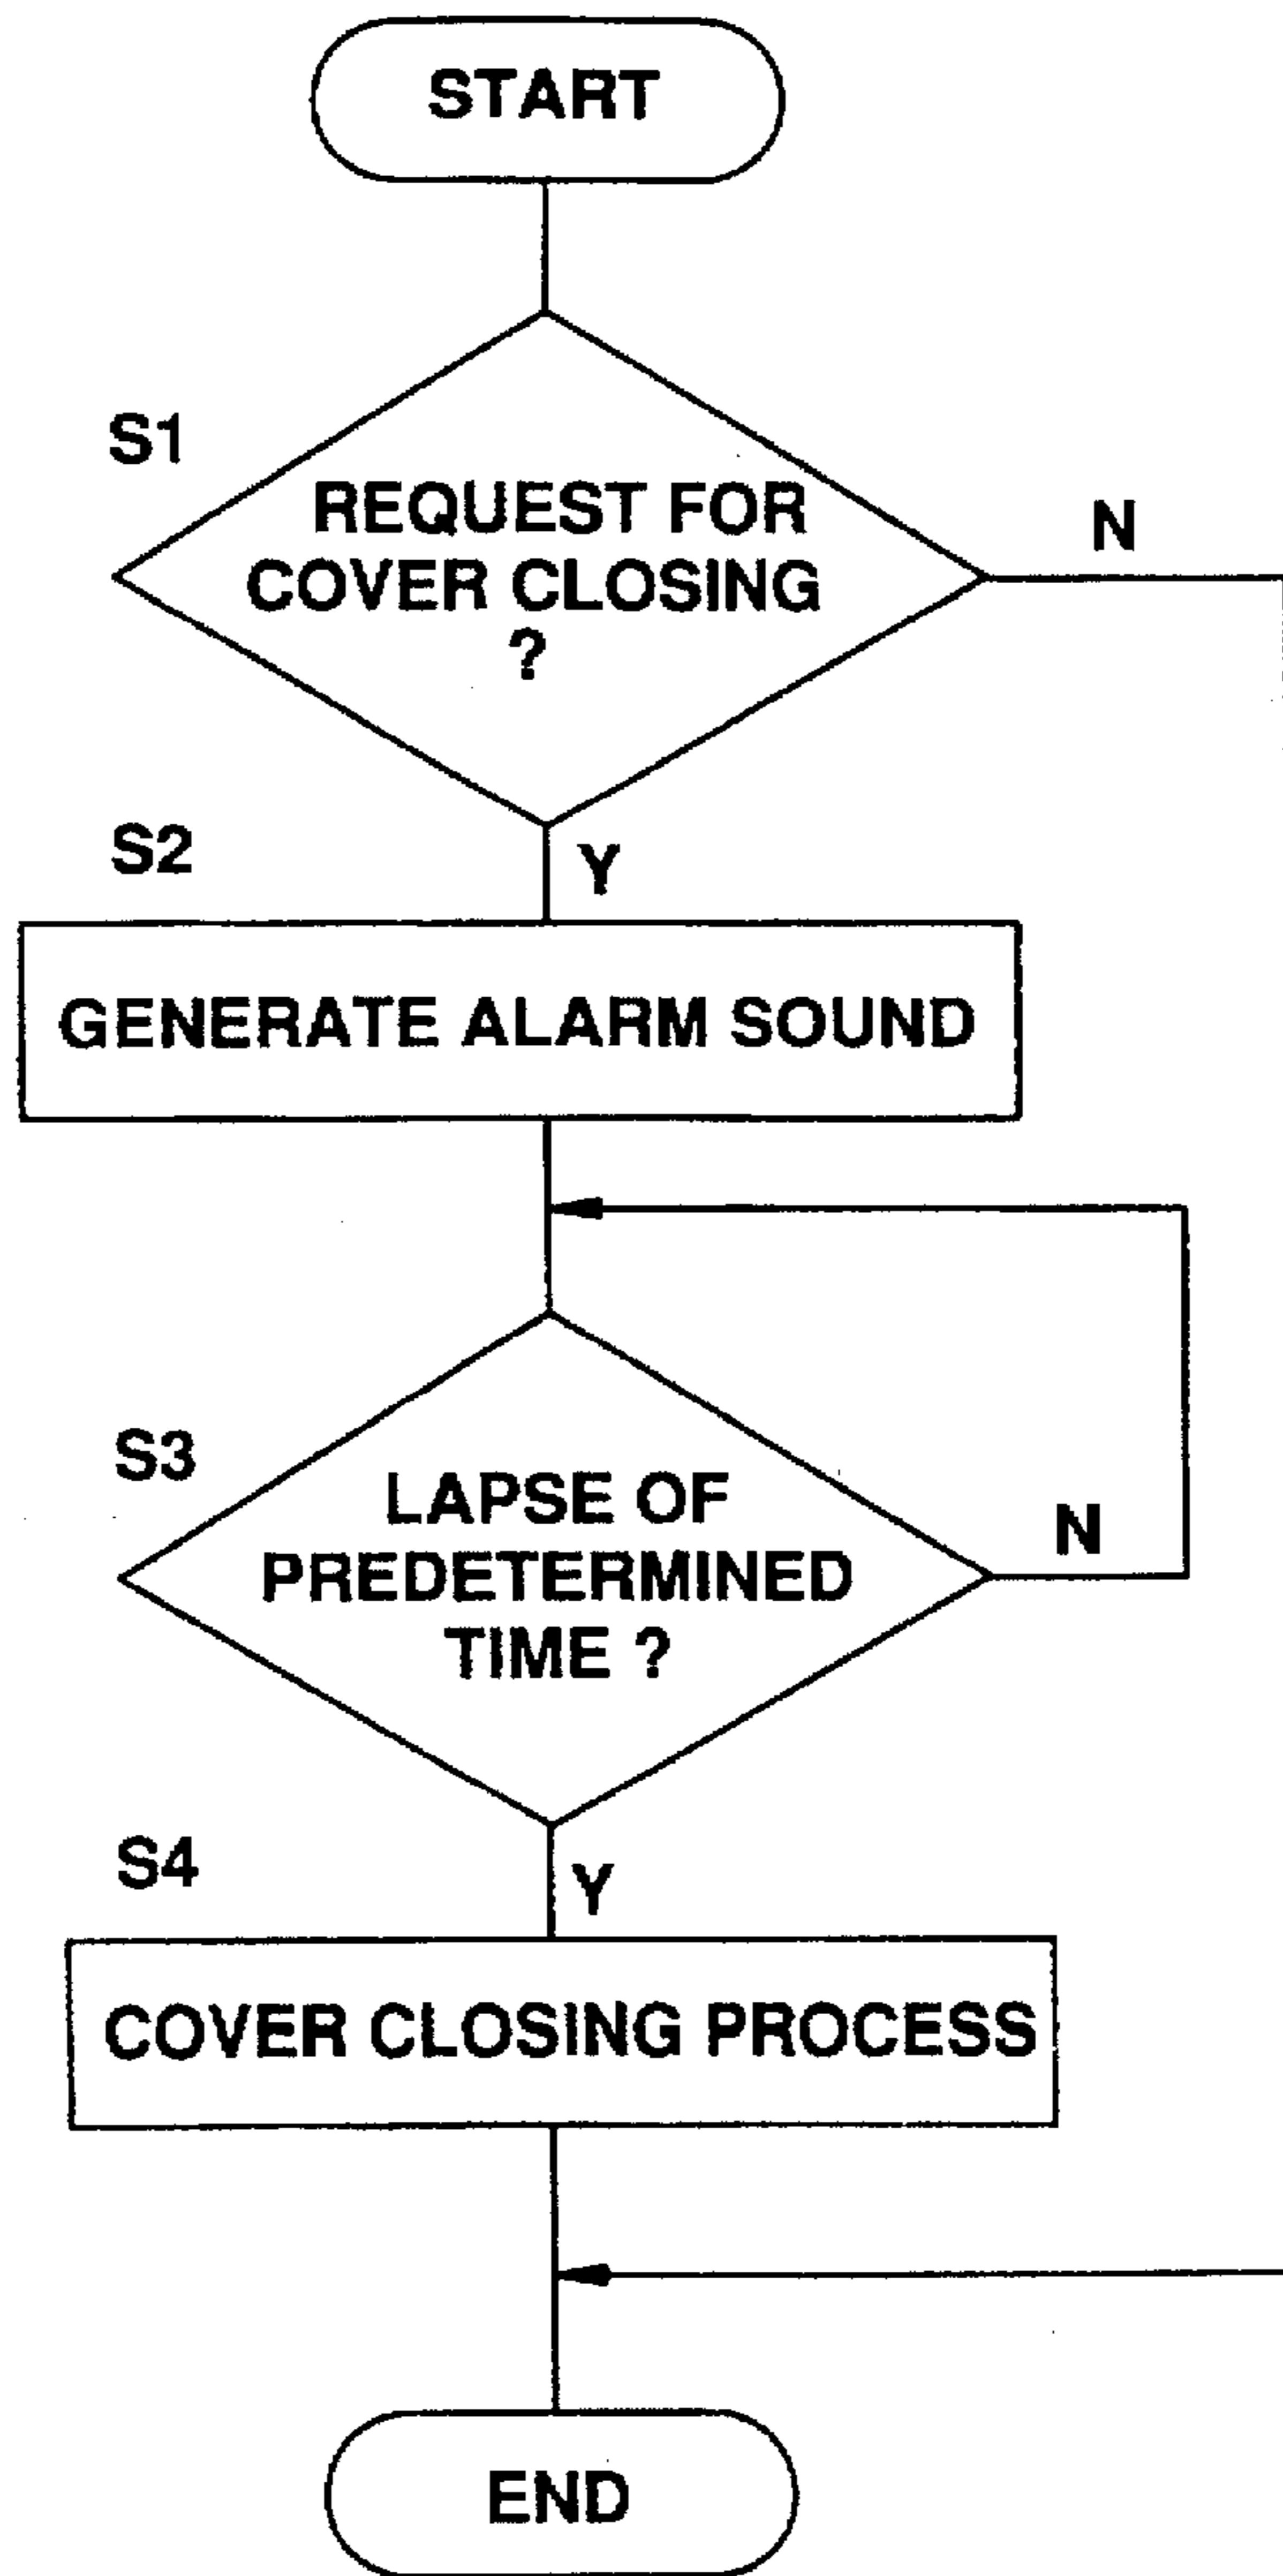 START
S1
REQUEST FOR
COVER CLOSING
?
N
S2
Y
GENERATE ALARM SOUND
S3
LAPSE OF
PREDETERMINED
TIME ?
N
S4
Y
COVER CLOSING PROCESS
END